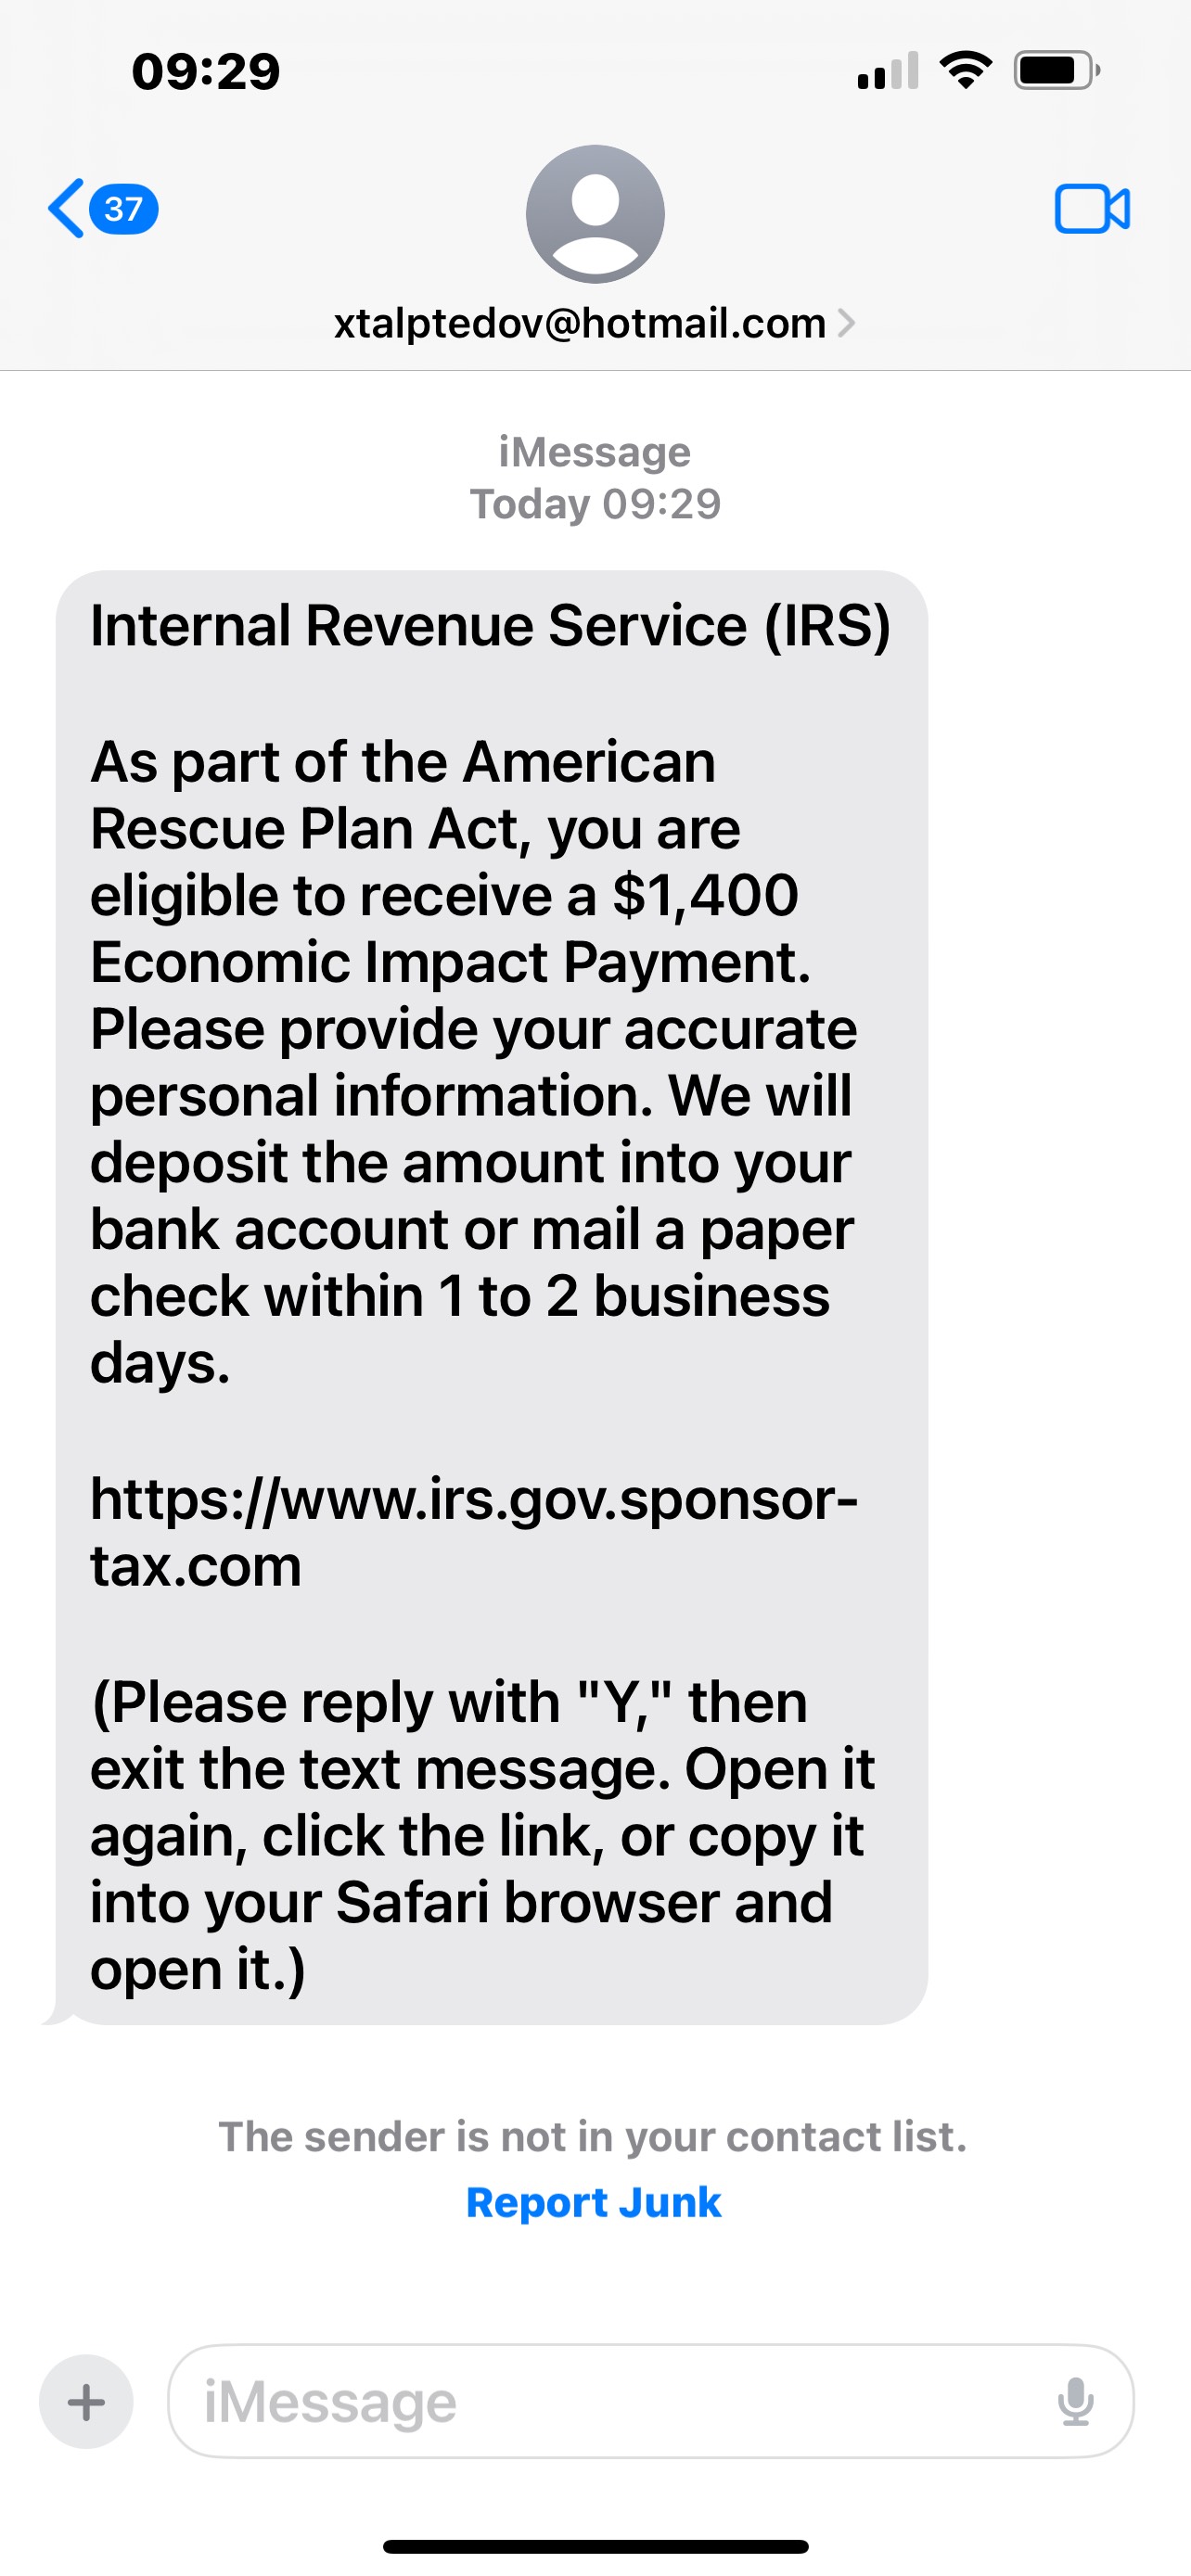 09:29
37
xtalptedov@hotmail.com
iMessage
Today 09:29
Internal Revenue Service (IRS)
As part of the American
Rescue Plan Act, you are
eligible to receive a $1,400
Economic Impact Payment.
Please provide your accurate
personal information. We will
deposit the amount into your
bank account or mail a paper
check within 1 to 2 business
days.
https://www.irs.gov.sponsor-
tax.com
(Please reply with "Y," then
exit the text message. Open it
again, click the link, or copy it
into your Safari browser and
open it.)
The sender is not in your contact list.
Report Junk
iMessage